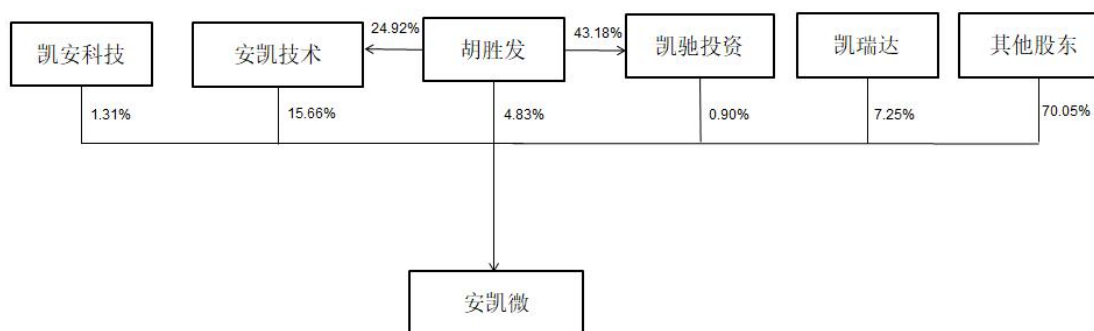 24.92%
43.18%
凯安科技
安凯技术
胡胜发
凯驰投资
凯瑞达
其他股东
1.31%
15.66%
4.83%
0.90%
7.25%
70.05%
安凯微